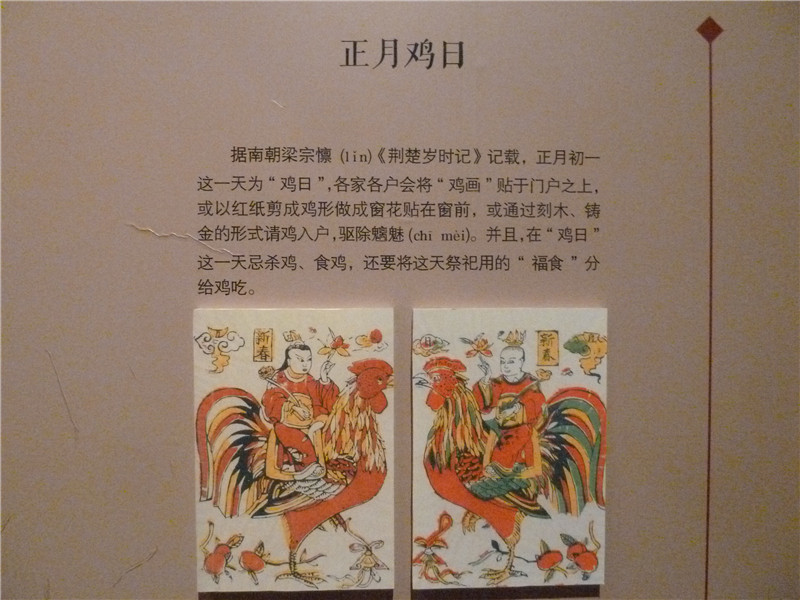 正月鸡日
据南朝梁宗懔 (lǐn)《荆楚岁时记》记载，正月初一
这一天为“鸡日”，各家各户会将“鸡画”贴于门户之上，
或以红纸剪成鸡形做成窗花贴在窗前，或通过刻木、铸
金的形式请鸡入户，驱除魑魅 (chī mèi)。并且，在“鸡日”
这一天忌杀鸡、食鸡，还要将这天祭祀用的“福食”分
给鸡吃。
新春
新春